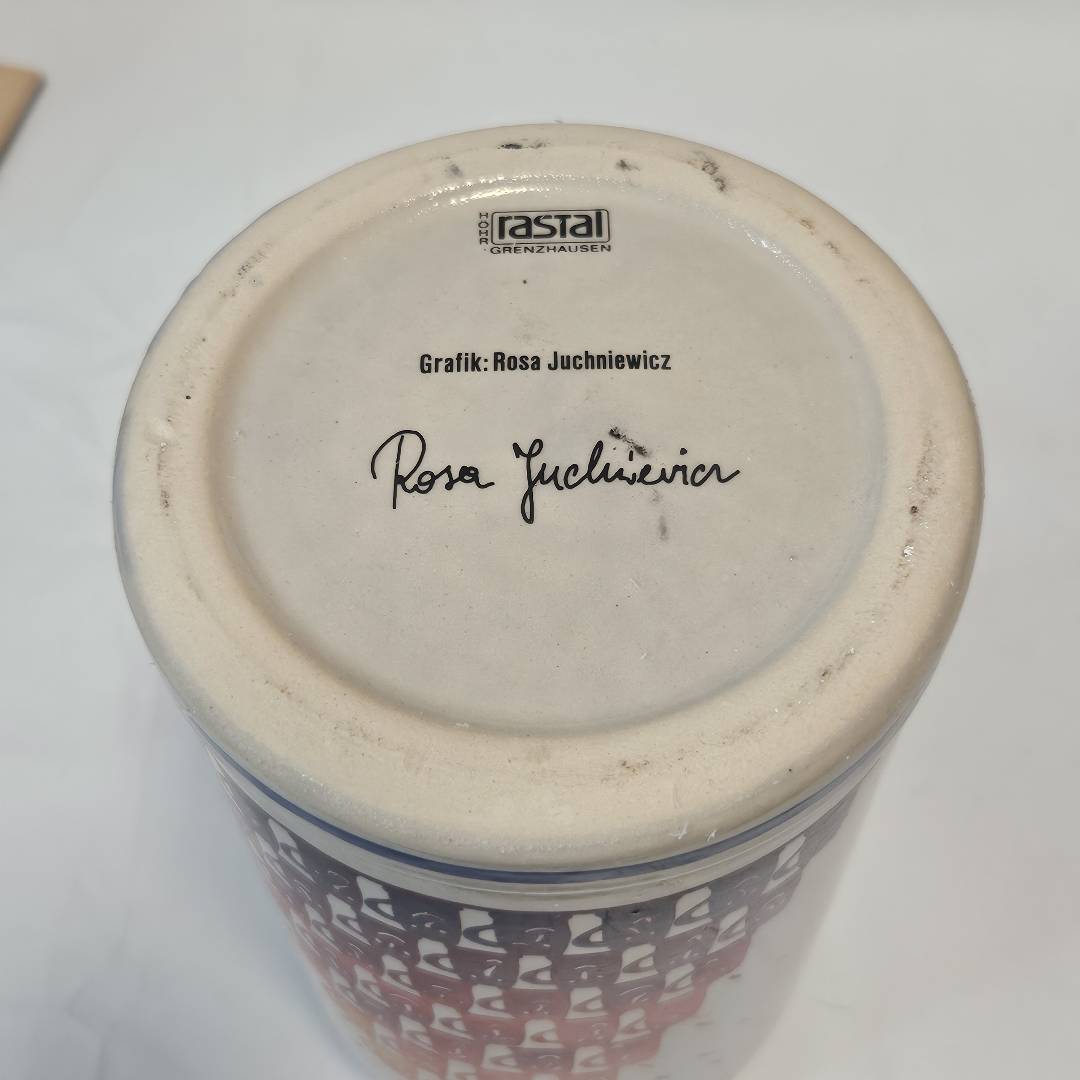 HÖHR
rastal
GRENZHAUSEN
Grafik: Rosa Juchniewicz
Rosa Juchniewicz